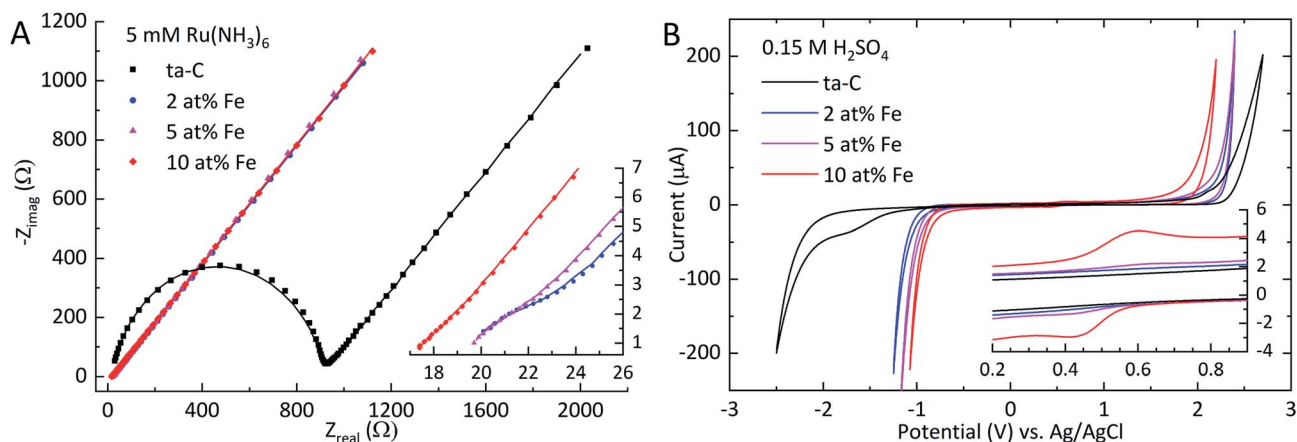 A
5 mM Ru(NH3)6
ta-C
2 at% Fe
5 at% Fe
10 at% Fe
-Zimag (Ω)
1200
1000
800
600
400
200
0
0 400 800 1200 1600 2000
Zreal (Ω)
7
6
5
4
3
2
1
18 20 22 24 26
B
0.15 M H2SO4
ta-C
2 at% Fe
5 at% Fe
10 at% Fe
Current (μA)
200
100
0
-100
-200
-3 -2 -1 0 1 2 3
Potential (V) vs. Ag/AgCl
6
4
2
0
-2
-4
0.2 0.4 0.6 0.8